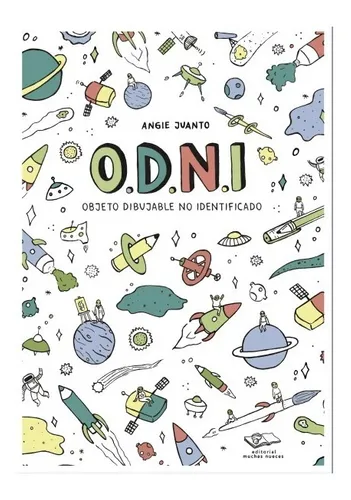 ANGIE JUANTO
O.D.N.I
OBJETO DIBUJABLE NO IDENTIFICADO
editorial
muchas nueces